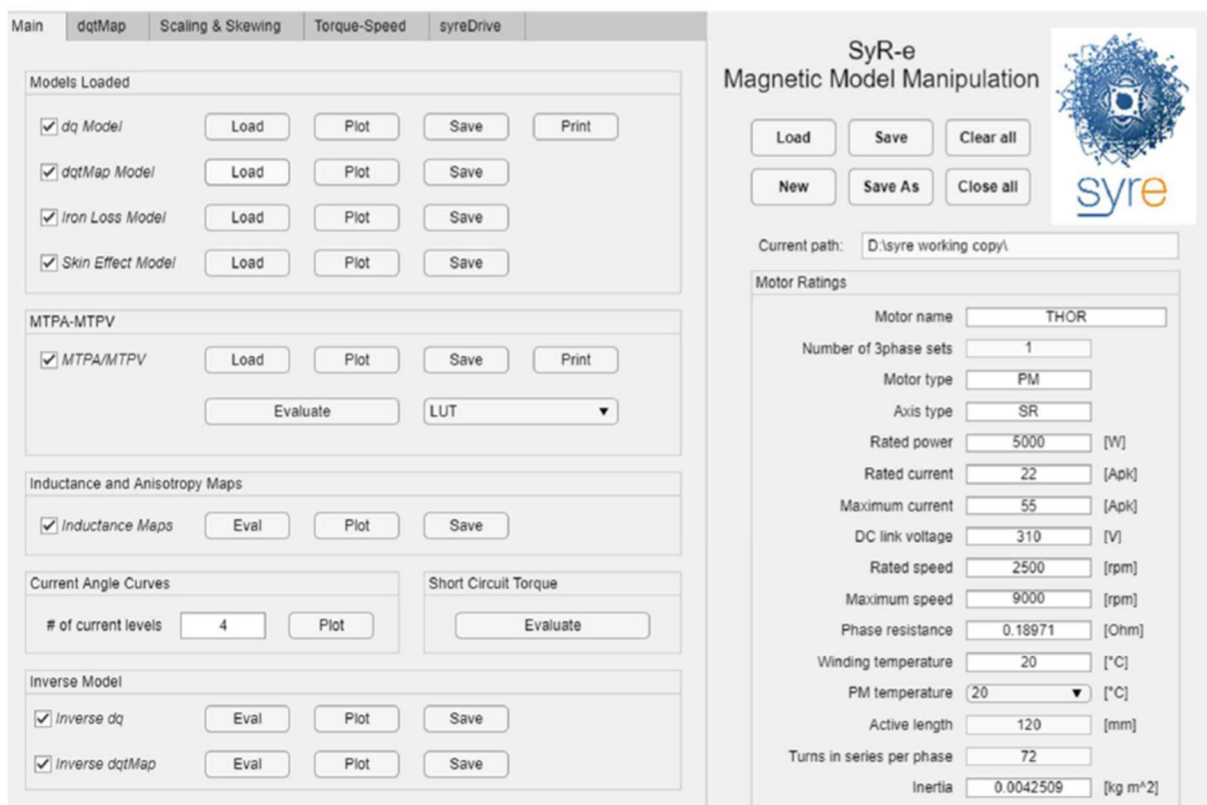 Main dqtMap Scaling & Skewing Torque-Speed syreDrive
Models Loaded
dq Model Load Plot Save Print
dqtMap Model Load Plot Save
Iron Loss Model Load Plot Save
Skin Effect Model Load Plot Save
MTPA-MTPV
MTPA/MTPV Load Plot Save Print
Evaluate LUT
Inductance and Anisotropy Maps
Inductance Maps Eval Plot Save
Current Angle Curves
# of current levels 4 Plot
Short Circuit Torque
Evaluate
Inverse Model
Inverse dq Eval Plot Save
Inverse dqtMap Eval Plot Save
SyR-e
Magnetic Model Manipulation
Load Save Clear all
New Save As Close all
syre
Current path: D:\syre working copy\
Motor Ratings
Motor name THOR
Number of 3phase sets 1
Motor type PM
Axis type SR
Rated power 5000 [W]
Rated current 22 [Apk]
Maximum current 55 [Apk]
DC link voltage 310 [V]
Rated speed 2500 [rpm]
Maximum speed 9000 [rpm]
Phase resistance 0.18971 [Ohm]
Winding temperature 20 [°C]
PM temperature 20 [°C]
Active length 120 [mm]
Turns in series per phase 72
Inertia 0.0042509 [kg m^2]